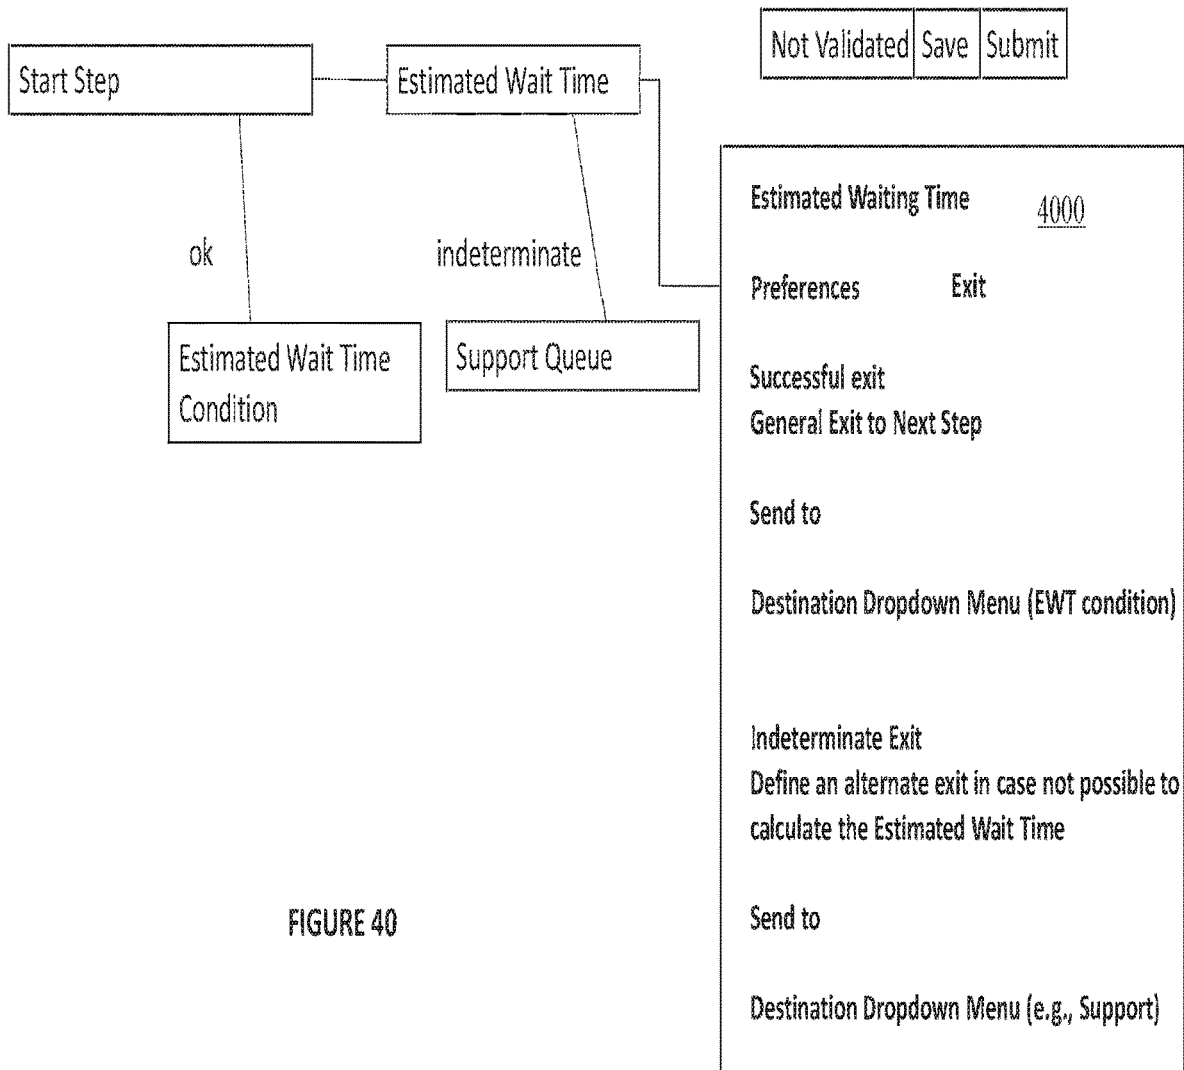 Not Validated Save Submit
Start Step
Estimated Wait Time
ok
indeterminate
Estimated Wait Time
Condition
Support Queue
Estimated Waiting Time 4000
Preferences Exit
Successful exit
General Exit to Next Step
Send to
Destination Dropdown Menu (EWT condition)
Indeterminate Exit
Define an alternate exit in case not possible to
calculate the Estimated Wait Time
Send to
Destination Dropdown Menu (e.g., Support)
FIGURE 40